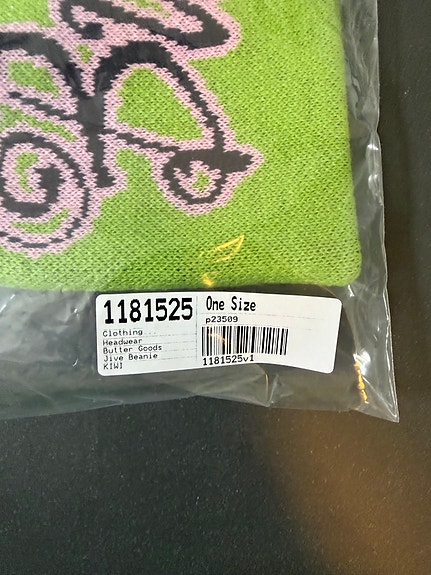 1181525
Clothing
Headwear
Butter Goods
Jive Beanie
KIWI
One Size
p23509
1181525v1